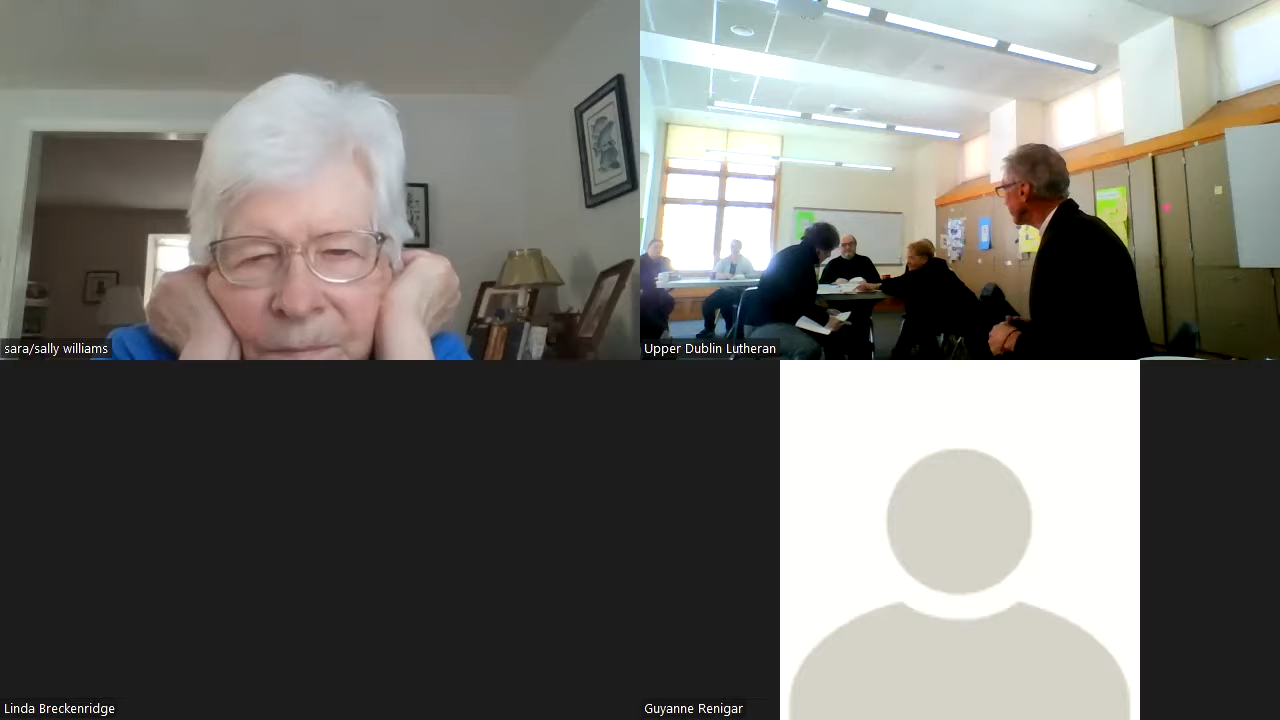 sara/sally williams
Upper Dublin Lutheran
Linda Breckenridge
Guyanne Renigar